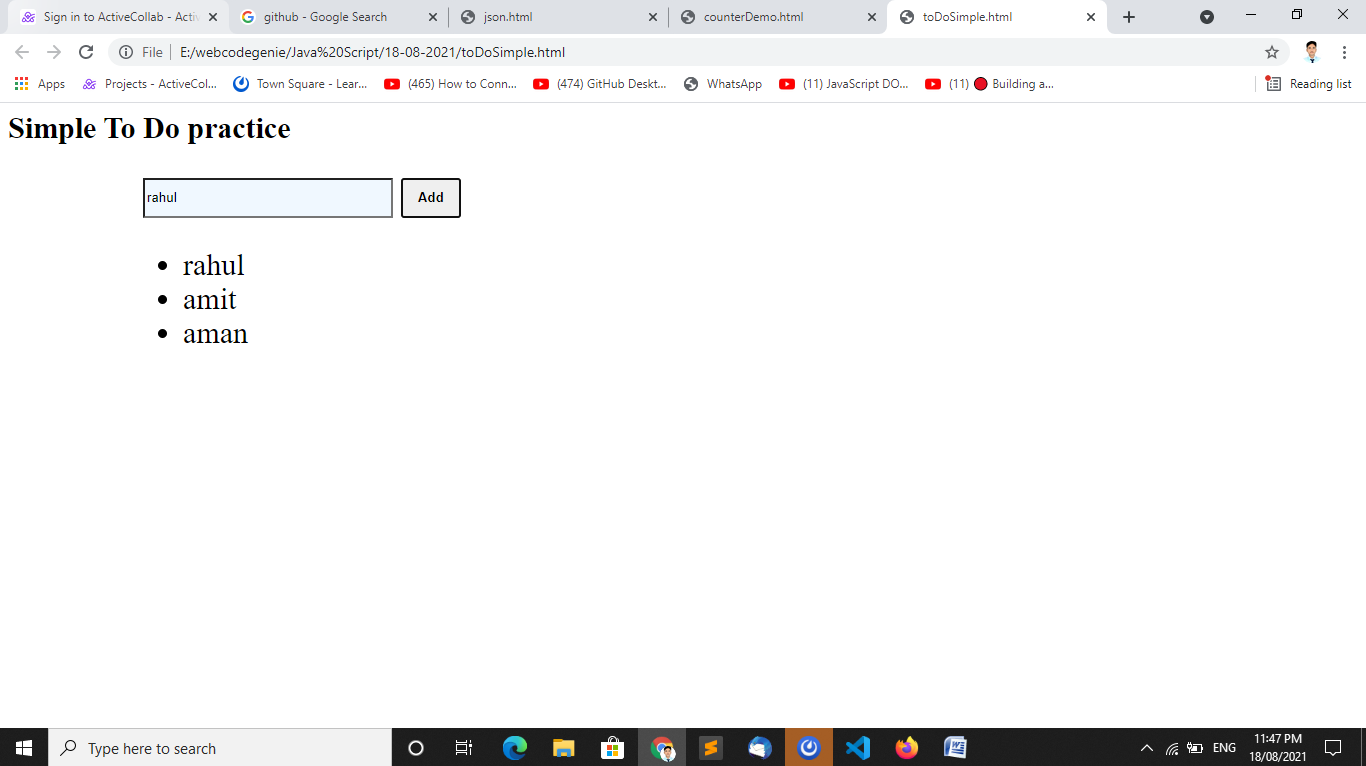 Sign in to ActiveCollab - Activ
github - Google Search
json.html
counterDemo.html
toDoSimple.html
File
E:/webcodegenie/Java%20Script/18-08-2021/toDoSimple.html
Apps
Projects - ActiveCol...
Town Square - Lear...
(465) How to Conn...
(474) GitHub Deskt...
WhatsApp
(11) JavaScript DO...
(11) 🔴 Building a...
Reading list
Simple To Do practice
rahul
Add
• rahul
• amit
• aman
Type here to search
ENG
11:47 PM
18/08/2021